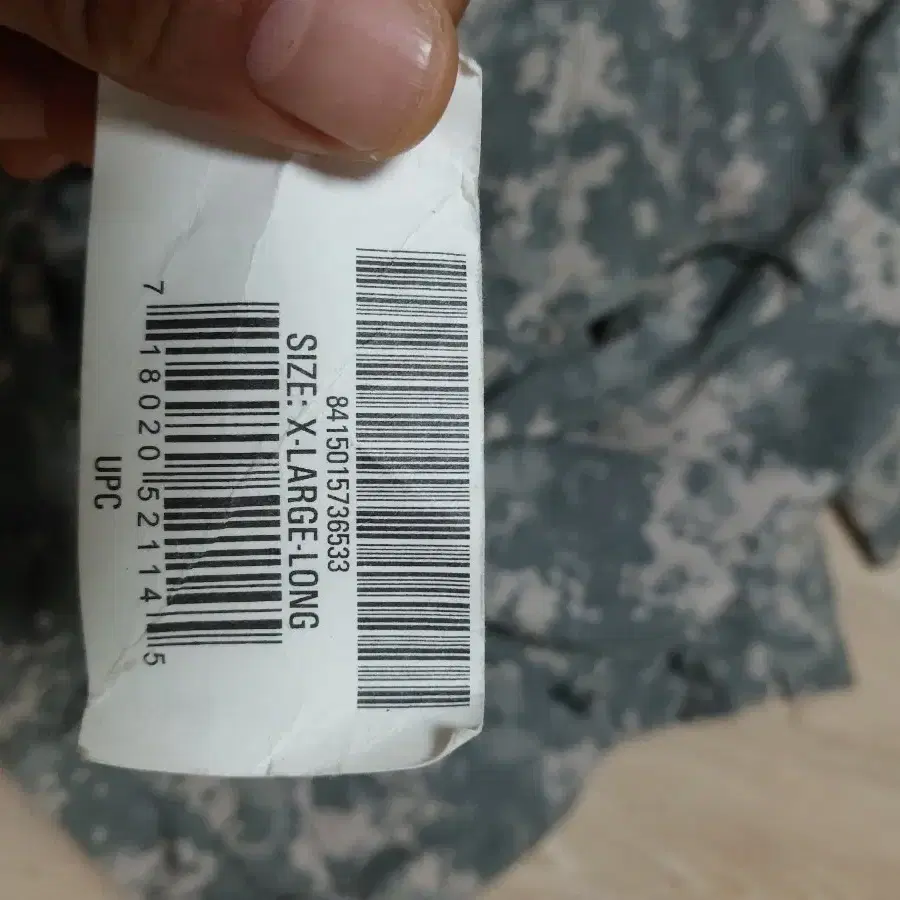 8415015736533
SIZE: X-LARGE-LONG
7 18020 52114 5
UPC